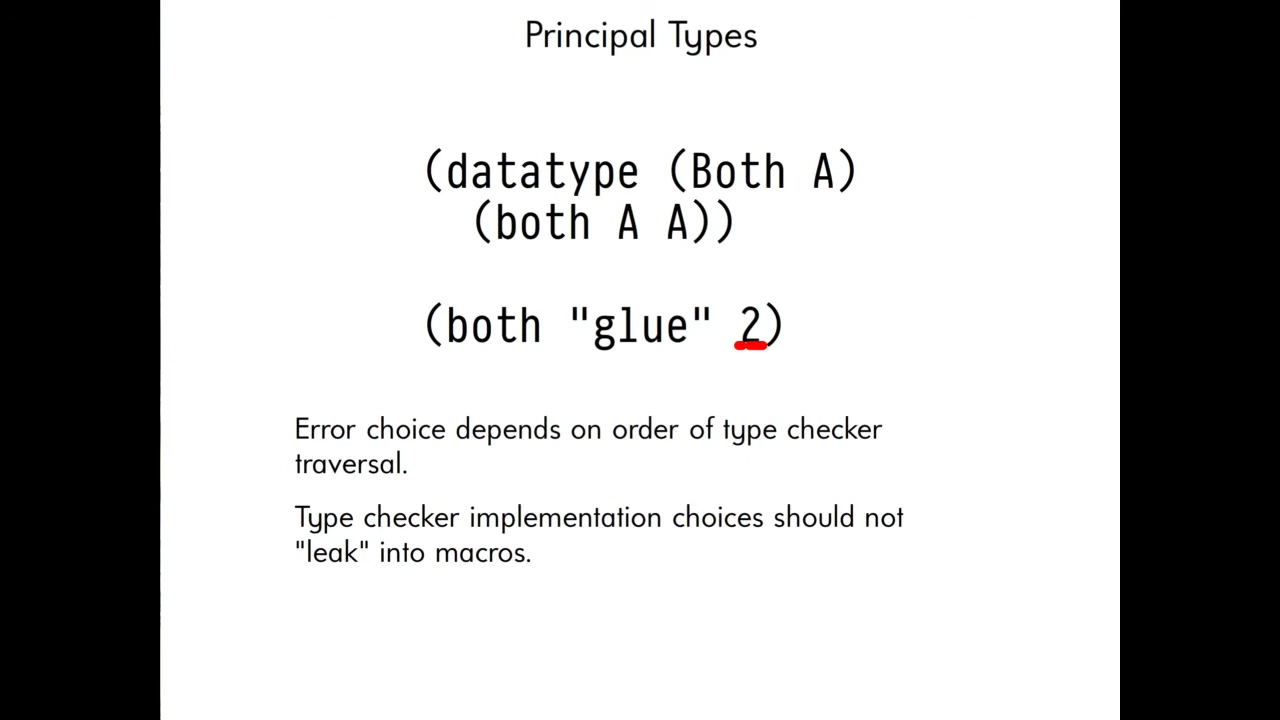 Principal Types
(datatype (Both A)
(both A A))
(both "glue" 2)
Error choice depends on order of type checker
traversal.
Type checker implementation choices should not
"leak" into macros.